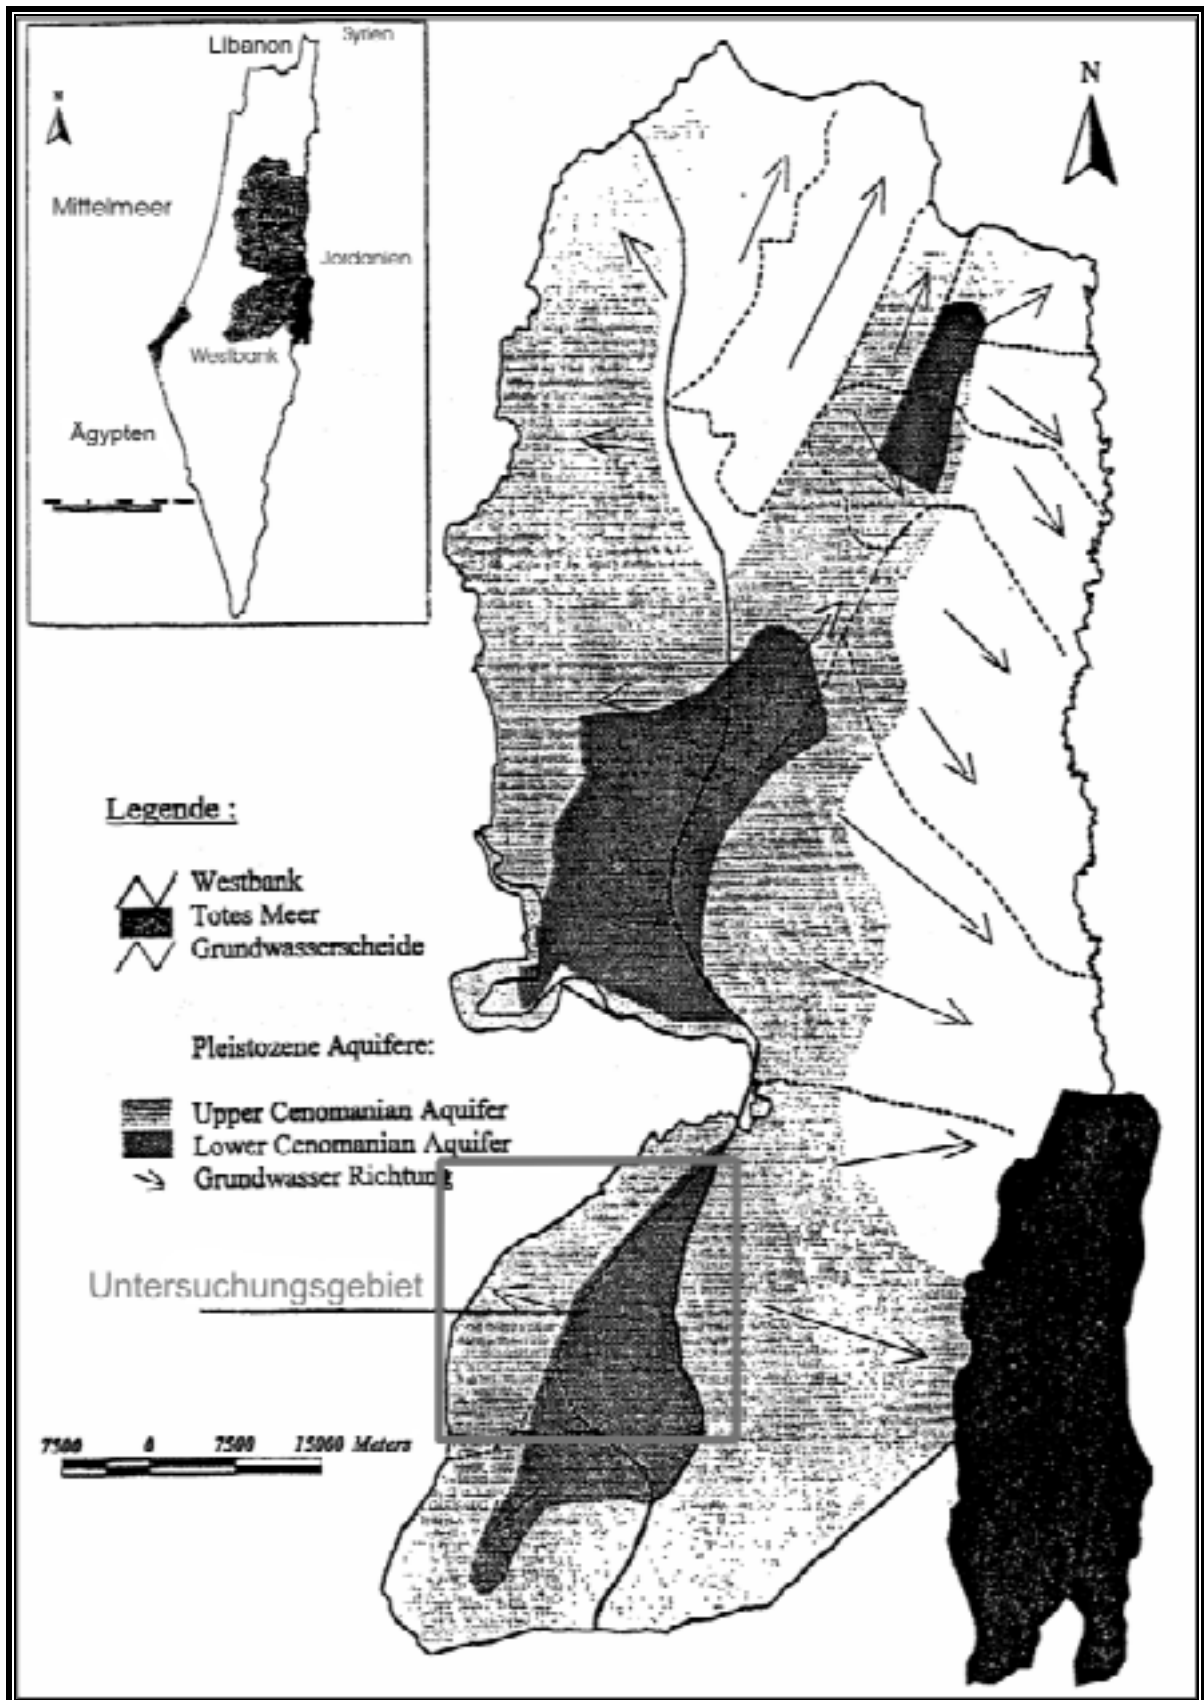 Libanon
Syrien
N
Mittelmeer
Jordanien
Westbank
Ägypten
N
Legende :
Westbank
Totes Meer
Grundwasserscheide
Pleistozene Aquifere:
Upper Cenomanian Aquifer
Lower Cenomanian Aquifer
Grundwasser Richtung
Untersuchungsgebiet
7500 0 7500 15000 Meters